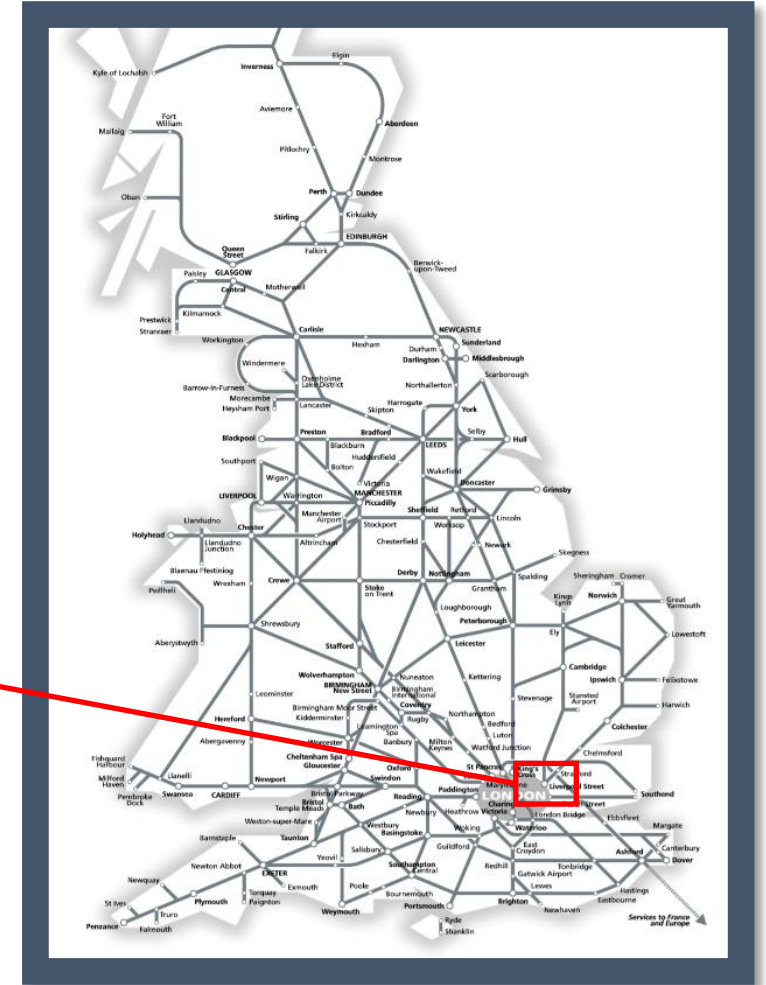 Elgin
Inverness
Kyle of Lochalsh
Aviemore
Fort
William
Mallaig
Aberdeen
Pitlochry
Montrose
Perth
Dundee
Oban
Kirkcaldy
Stirling
EDINBURGH
Queen
Street
Falkirk
Berwick-
upon-Tweed
Paisley
GLASGOW
Central
Motherwell
Kilmarnock
Prestwick
Stranraer
Carlisle
NEWCASTLE
Workington
Hexham
Sunderland
Durham
Darlington
Middlesbrough
Windermere
Scarborough
Oxenholme
Lake District
Northallerton
Barrow-in-Furness
Morecambe
Heysham Port
Lancaster
Harrogate
York
Skipton
Preston
Bradford
Selby
Blackpool
Blackburn
LEEDS
Hull
Huddersfield
Southport
Bolton
Wakefield
Wigan
Victoria
Doncaster
MANCHESTER
Piccadilly
Grimsby
LIVERPOOL
Warrington
Manchester
Airport
Sheffield
Retford
Llandudno
Stockport
Worksop
Lincoln
Holyhead
Chester
Llandudno
Junction
Altrincham
Chesterfield
Newark
Skegness
Blaenau Ffestiniog
Derby
Nottingham
Spalding
Sheringham
Cromer
Pwllheli
Wrexham
Crewe
Stoke
on Trent
Grantham
Kings
Lynn
Norwich
Great
Yarmouth
Loughborough
Shrewsbury
Peterborough
Ely
Lowestoft
Aberystwyth
Stafford
Leicester
Wolverhampton
Cambridge
BIRMINGHAM
New Street
Nuneaton
Kettering
Ipswich
Felixstowe
Leominster
Birmingham
International
Stevenage
Stansted
Airport
Birmingham Moor Street
Coventry
Harwich
Kidderminster
Rugby
Northampton
Hereford
Leamington
Spa
Bedford
Colchester
Abergavenny
Worcester
Banbury
Milton
Keynes
Luton
Watford Junction
Chelmsford
Fishguard
Harbour
Cheltenham Spa
Gloucester
Oxford
St Pancras
King's
Cross
Stratford
Milford
Haven
Llanelli
Swindon
Paddington
Liverpool Street
Pembroke
Dock
Swansea
CARDIFF
Newport
Bristol Parkway
Reading
LONDON
Southend
Bristol
Temple Meads
Bath
Newbury
Heathrow
Victoria
London Bridge
Ebbsfleet
Weston-super-Mare
Westbury
Woking
Waterloo
Margate
Barnstaple
Taunton
Basingstoke
Guildford
East
Croydon
Canterbury
Salisbury
Ashford
Dover
Newton Abbot
Yeovil
Southampton
Central
Redhill
Tonbridge
EXETER
Gatwick Airport
Newquay
Exmouth
Poole
Lewes
Hastings
St Ives
Plymouth
Torquay
Paignton
Bournemouth
Eastbourne
Truro
Weymouth
Portsmouth
Brighton
Newhaven
Penzance
Falmouth
Ryde
Shanklin
Services to France
and Europe